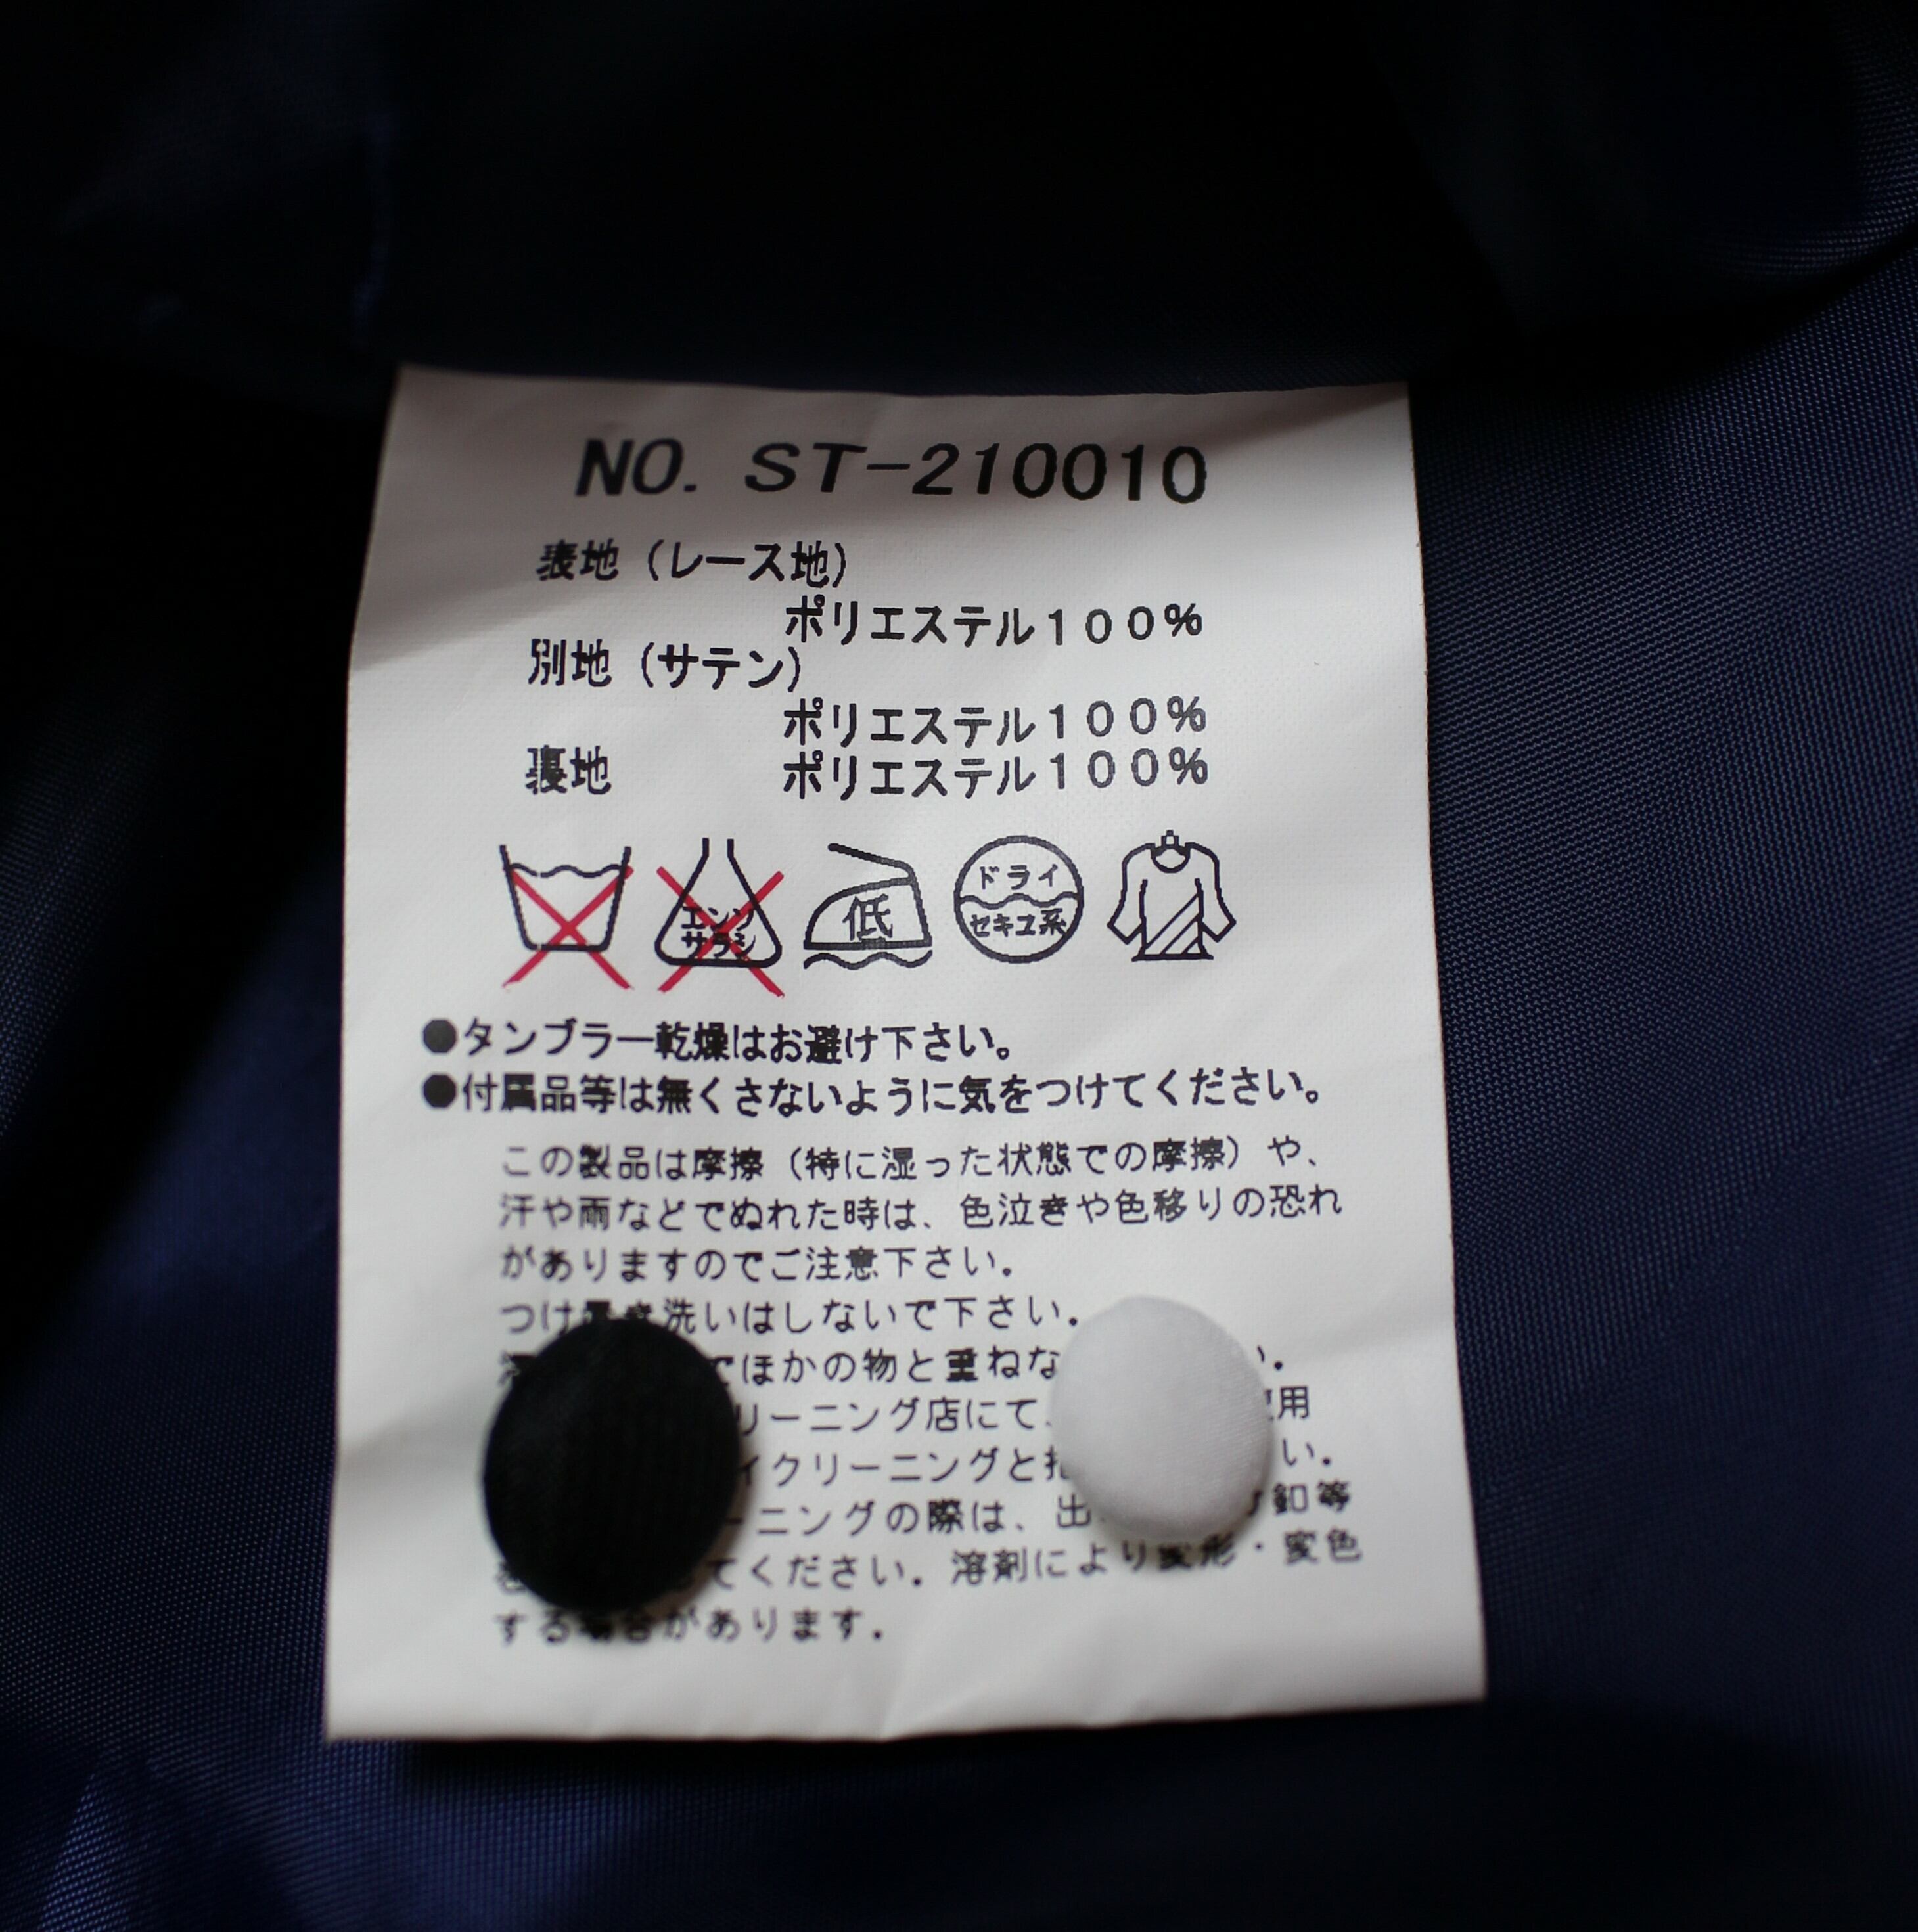 NO. ST-210010
表地(レース地)
ポリエステル100%
別地(サテン)
ポリエステル100%
裏地 ポリエステル100%
エンソ サラシ 低 ドライ セキユ系
●タンブラー乾燥はお避け下さい。
●付属品等は無くさないように気をつけてください。
この製品は摩擦(特に湿った状態での摩擦)や、
汗や雨などでぬれた時は、色泣きや色移りの恐れ
がありますのでご注意下さい.
つけ置き洗いはしないで下さい.
でほかの物と重ねな
リーニング店にて、 用
イクリーニングと い.
ーニングの際は、出 釦等
てください. 溶剤により変形・変色
する場合があります.